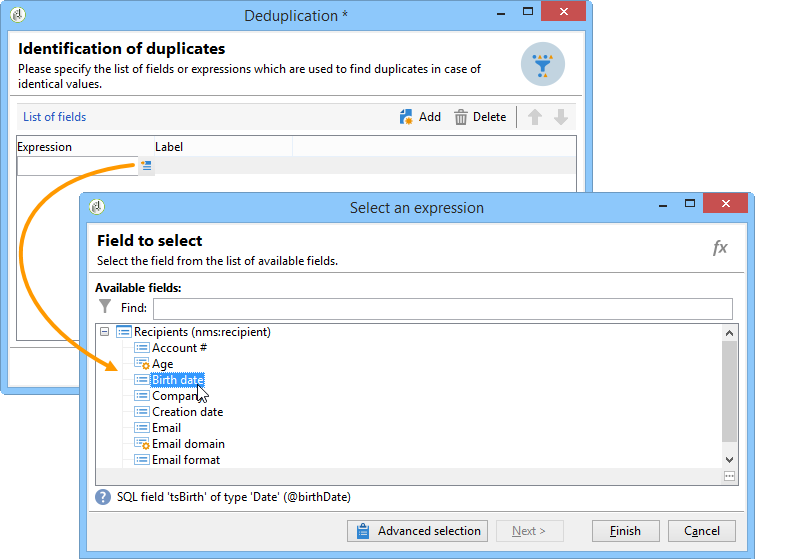 Deduplication *
Identification of duplicates
Please specify the list of fields or expressions which are used to find duplicates in case of
identical values.
List of fields
Add
Delete
Expression
Label
Select an expression
Field to select
fx
Select the field from the list of available fields.
Available fields:
Find:
Recipients (nms:recipient)
Account #
Age
Birth date
Company
Creation date
Email
Email domain
Email format
SQL field 'tsBirth' of type 'Date' (@birthDate)
Advanced selection
Next >
Finish
Cancel